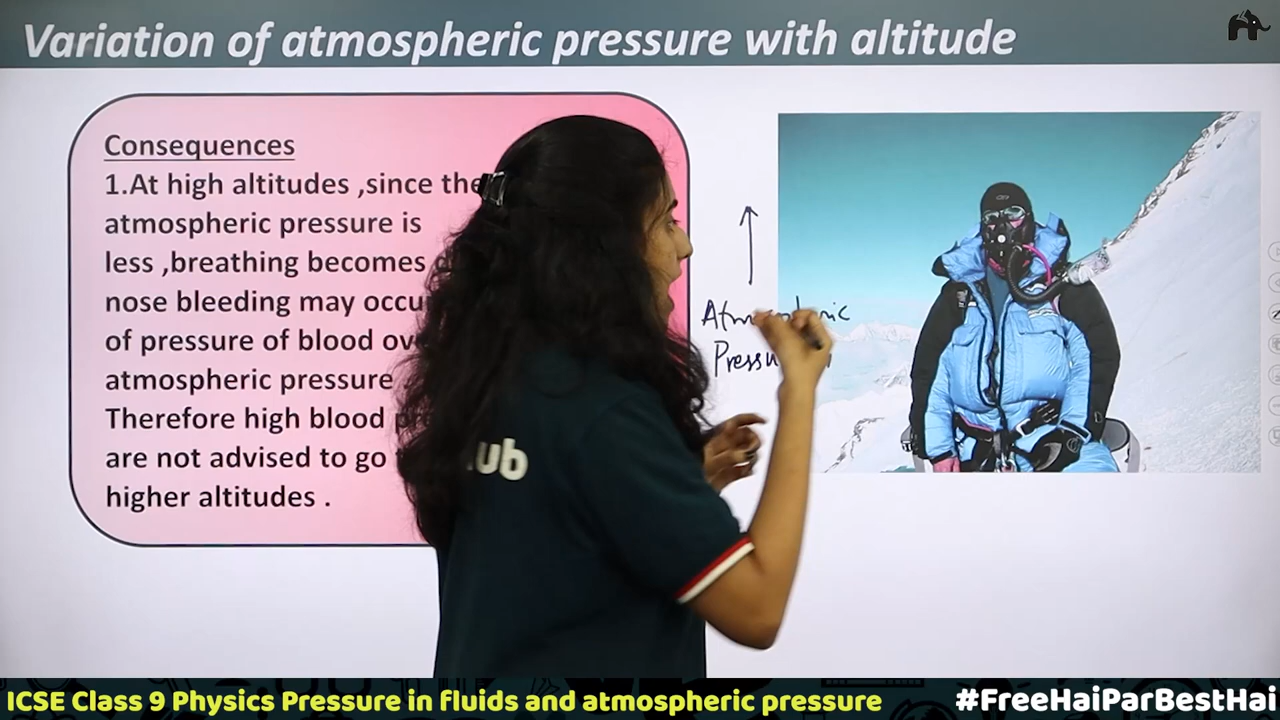 Variation of atmospheric pressure with altitude
Consequences
1.At high altitudes ,since the
atmospheric pressure is
less ,breathing becomes
nose bleeding may
of pressure of blood
atmospheric pressure
Therefore high blood
are not advised to go
higher altitudes .
Atmospheric
Pressure
ub
ICSE Class 9 Physics Pressure in fluids and atmospheric pressure
#FreeHaiParBestHai